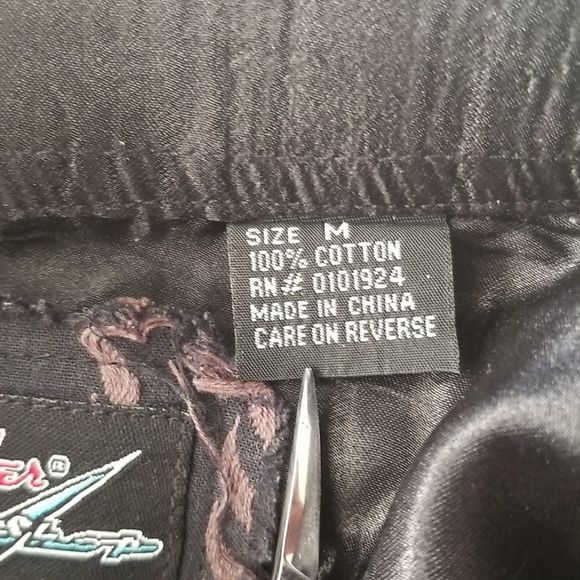 SIZE M
100% COTTON
RN# 0101924
MADE IN CHINA
CARE ON REVERSE